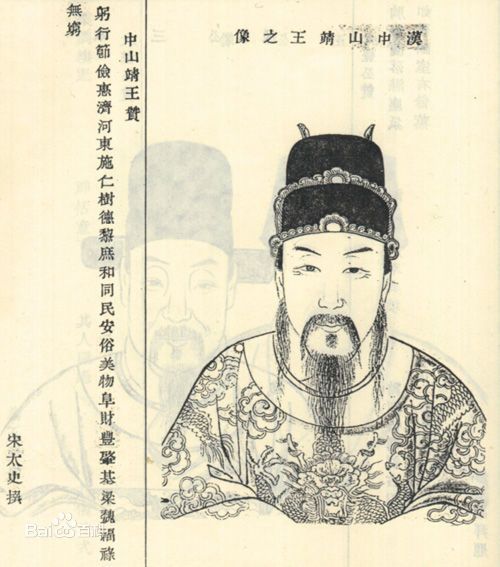 漢中山靖王之像
中山靖王贊
躬行節儉惠濟河東施仁樹德黎庶和同民安俗美物阜財豐肇基梁魏福祿
無窮
宋太史撰
Bai百科